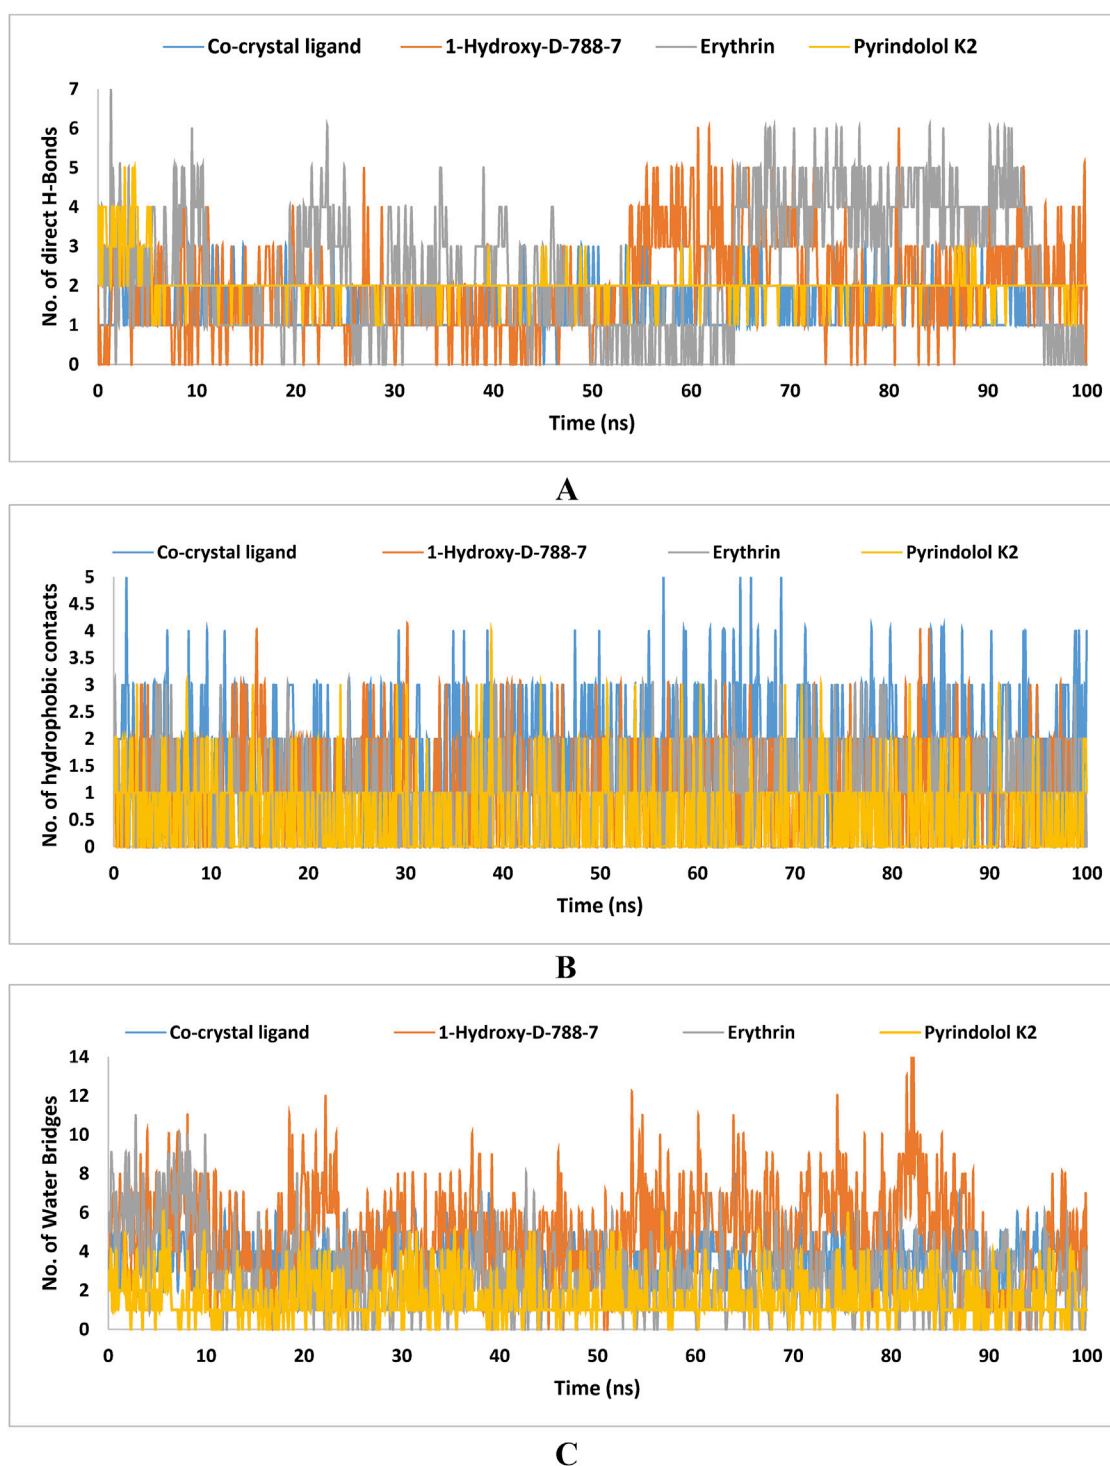 Co-crystal ligand 1-Hydroxy-D-788-7 Erythrin Pyrindolol K2
No. of direct H-Bonds
7
6
5
4
3
2
1
0
0 10 20 30 40 50 60 70 80 90 100
Time (ns)
A
Co-crystal ligand 1-Hydroxy-D-788-7 Erythrin Pyrindolol K2
No. of hydrophobic contacts
5
4.5
4
3.5
3
2.5
2
1.5
1
0.5
0
0 10 20 30 40 50 60 70 80 90 100
Time (ns)
B
Co-crystal ligand 1-Hydroxy-D-788-7 Erythrin Pyrindolol K2
No. of Water Bridges
14
12
10
8
6
4
2
0
0 10 20 30 40 50 60 70 80 90 100
Time (ns)
C